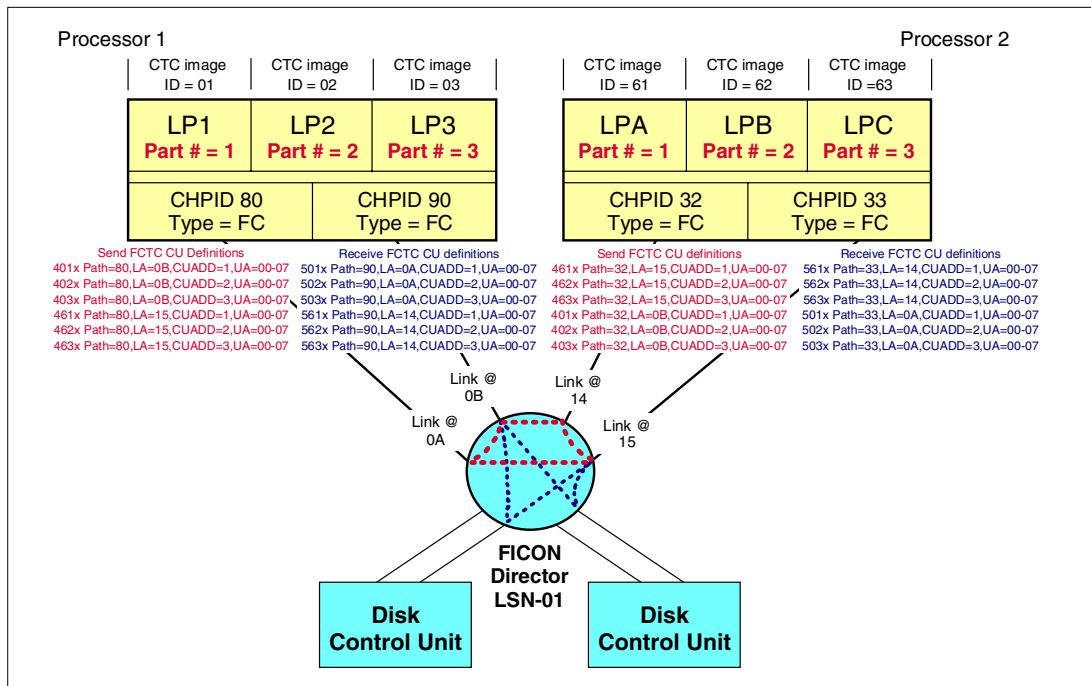 Processor 1
Processor 2
CTC image
ID = 01
CTC image
ID = 02
CTC image
ID = 03
CTC image
ID = 61
CTC image
ID = 62
CTC image
ID =63
LP1
Part # = 1
LP2
Part # = 2
LP3
Part # = 3
LPA
Part # = 1
LPB
Part # = 2
LPC
Part # = 3
CHPID 80
Type = FC
CHPID 90
Type = FC
CHPID 32
Type = FC
CHPID 33
Type = FC
Send FCTC CU Definitions
401x Path=80,LA=0B,CUADD=1,UA=00-07
402x Path=80,LA=0B,CUADD=2,UA=00-07
403x Path=80,LA=0B,CUADD=3,UA=00-07
461x Path=80,LA=15,CUADD=1,UA=00-07
462x Path=80,LA=15,CUADD=2,UA=00-07
463x Path=80,LA=15,CUADD=3,UA=00-07
Receive FCTC CU definitions
501x Path=90,LA=0A,CUADD=1,UA=00-07
502x Path=90,LA=0A,CUADD=2,UA=00-07
503x Path=90,LA=0A,CUADD=3,UA=00-07
561x Path=90,LA=14,CUADD=1,UA=00-07
562x Path=90,LA=14,CUADD=2,UA=00-07
563x Path=90,LA=14,CUADD=3,UA=00-07
Send FCTC CU definitions
461x Path=32,LA=15,CUADD=1,UA=00-07
462x Path=32,LA=15,CUADD=2,UA=00-07
463x Path=32,LA=15,CUADD=3,UA=00-07
401x Path=32,LA=0B,CUADD=1,UA=00-07
402x Path=32,LA=0B,CUADD=2,UA=00-07
403x Path=32,LA=0B,CUADD=3,UA=00-07
Receive FCTC CU definitions
561x Path=33,LA=14,CUADD=1,UA=00-07
562x Path=33,LA=14,CUADD=2,UA=00-07
563x Path=33,LA=14,CUADD=3,UA=00-07
501x Path=33,LA=0A,CUADD=1,UA=00-07
502x Path=33,LA=0A,CUADD=2,UA=00-07
503x Path=33,LA=0A,CUADD=3,UA=00-07
Link @
0A
Link @
0B
Link @
14
Link @
15
FICON
Director
LSN-01
Disk
Control Unit
Disk
Control Unit